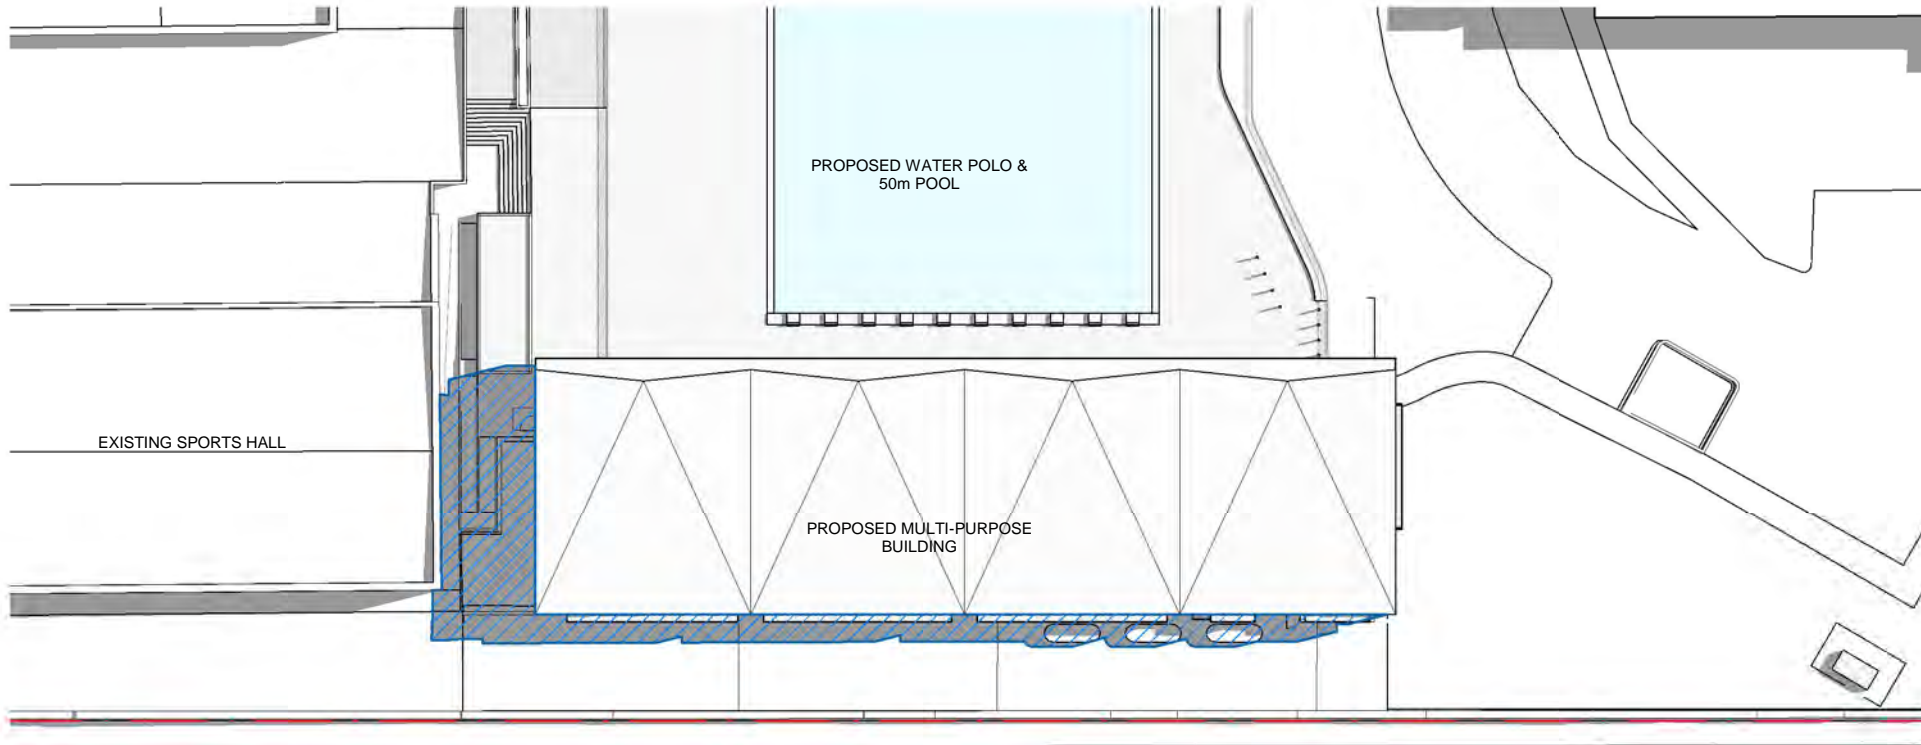 PROPOSED WATER POLO &
50m POOL
EXISTING SPORTS HALL
PROPOSED MULTI-PURPOSE
BUILDING